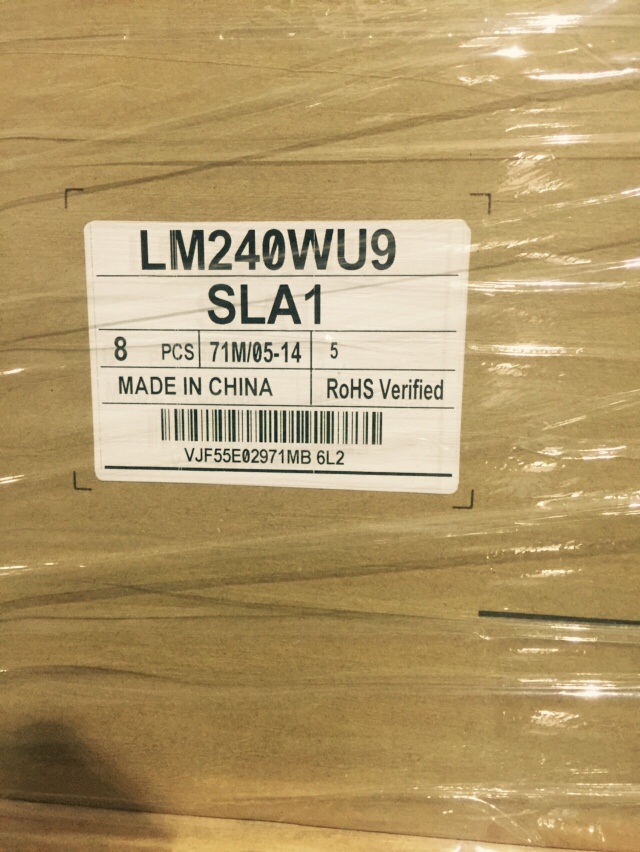 LM240WU9
SLA1
8 PCS 71M/05-14 5
MADE IN CHINA RoHS Verified
VJF55E02971MB 6L2